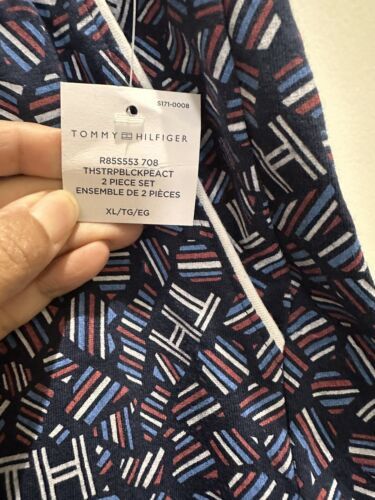 S171-0008
TOMMY HILFIGER
R85S553 708
THSTRPBLCKPEACT
2 PIECE SET
ENSEMBLE DE 2 PIÈCES
XL/TG/EG